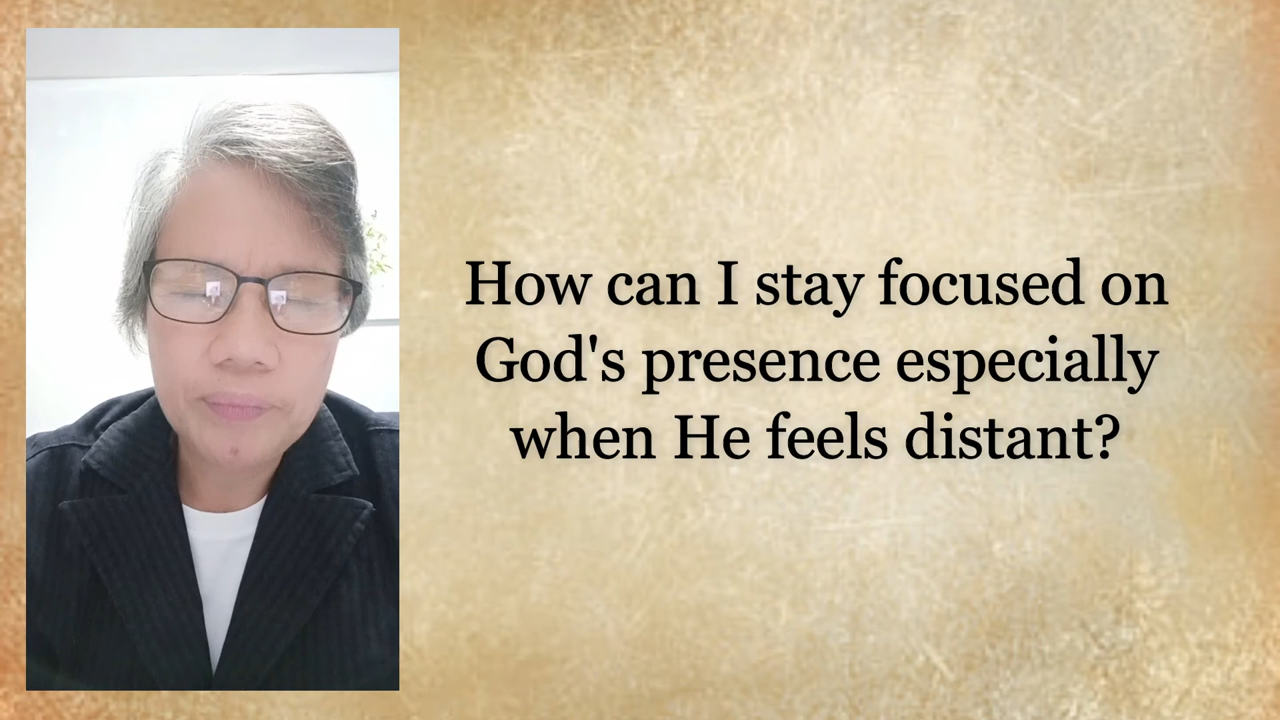 How can I stay focused on
God's presence especially
when He feels distant?